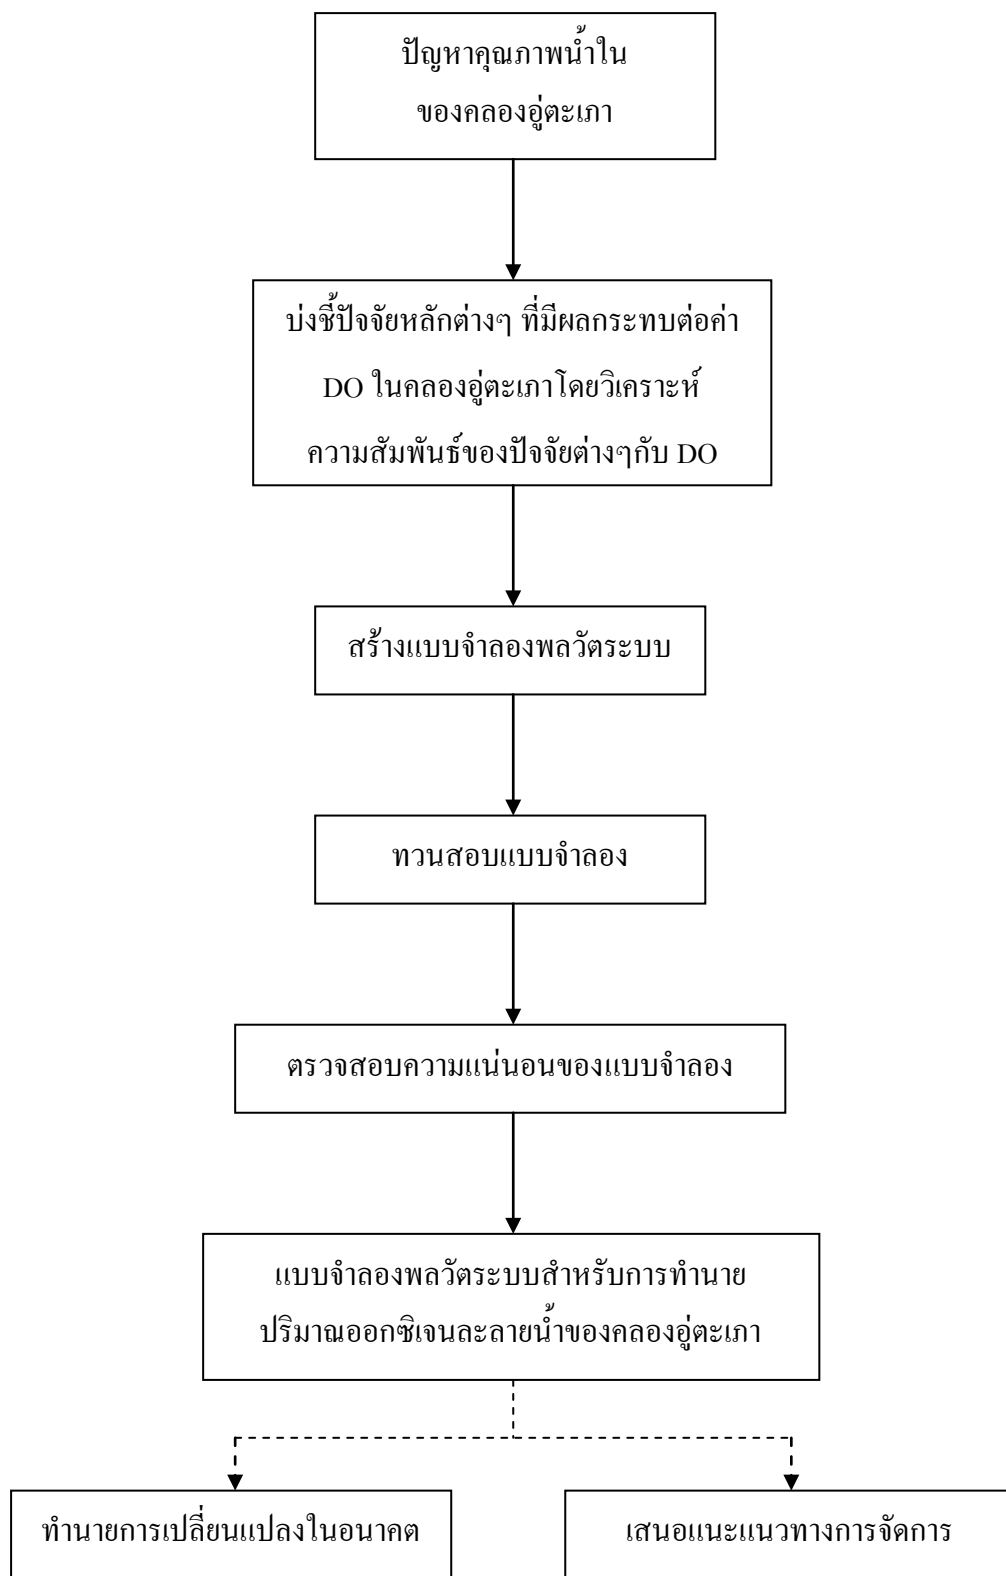 ปัญหาคุณภาพน้ำใน
ของคลองอู่ตะเภา
บ่งชี้ปัจจัยหลักต่างๆ ที่มีผลกระทบต่อค่า
DO ในคลองอู่ตะเภาโดยวิเคราะห์
ความสัมพันธ์ของปัจจัยต่างๆกับ DO
สร้างแบบจำลองพลวัตระบบ
ทวนสอบแบบจำลอง
ตรวจสอบความแน่นอนของแบบจำลอง
แบบจำลองพลวัตระบบสำหรับการทำนาย
ปริมาณออกซิเจนละลายน้ำของคลองอู่ตะเภา
ทำนายการเปลี่ยนแปลงในอนาคต
เสนอแนะแนวทางการจัดการ